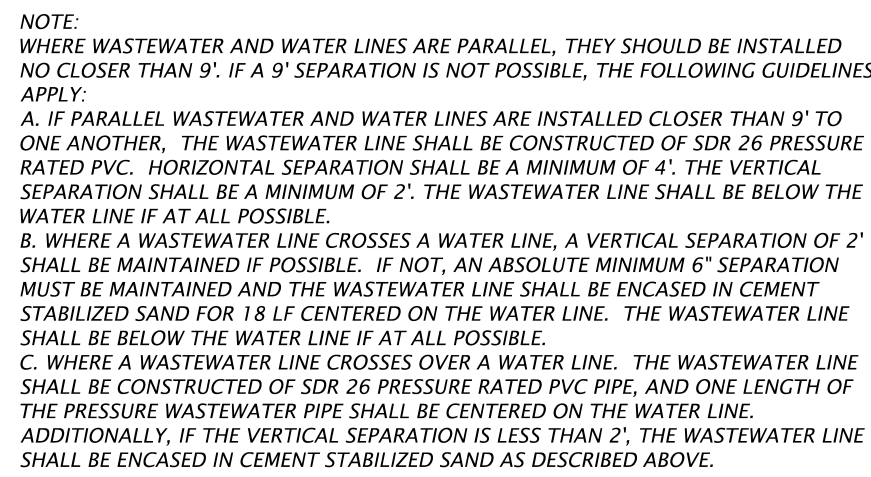 NOTE:
WHERE WASTEWATER AND WATER LINES ARE PARALLEL, THEY SHOULD BE INSTALLED
NO CLOSER THAN 9'. IF A 9' SEPARATION IS NOT POSSIBLE, THE FOLLOWING GUIDELINES
APPLY:
A. IF PARALLEL WASTEWATER AND WATER LINES ARE INSTALLED CLOSER THAN 9' TO
ONE ANOTHER,  THE WASTEWATER LINE SHALL BE CONSTRUCTED OF SDR 26 PRESSURE
RATED PVC.  HORIZONTAL SEPARATION SHALL BE A MINIMUM OF 4'. THE VERTICAL
SEPARATION SHALL BE A MINIMUM OF 2'. THE WASTEWATER LINE SHALL BE BELOW THE
WATER LINE IF AT ALL POSSIBLE.
B. WHERE A WASTEWATER LINE CROSSES A WATER LINE, A VERTICAL SEPARATION OF 2'
SHALL BE MAINTAINED IF POSSIBLE.  IF NOT, AN ABSOLUTE MINIMUM 6" SEPARATION
MUST BE MAINTAINED AND THE WASTEWATER LINE SHALL BE ENCASED IN CEMENT
STABILIZED SAND FOR 18 LF CENTERED ON THE WATER LINE.  THE WASTEWATER LINE
SHALL BE BELOW THE WATER LINE IF AT ALL POSSIBLE.
C. WHERE A WASTEWATER LINE CROSSES OVER A WATER LINE.  THE WASTEWATER LINE
SHALL BE CONSTRUCTED OF SDR 26 PRESSURE RATED PVC PIPE, AND ONE LENGTH OF
THE PRESSURE WASTEWATER PIPE SHALL BE CENTERED ON THE WATER LINE.
ADDITIONALLY, IF THE VERTICAL SEPARATION IS LESS THAN 2', THE WASTEWATER LINE
SHALL BE ENCASED IN CEMENT STABILIZED SAND AS DESCRIBED ABOVE.